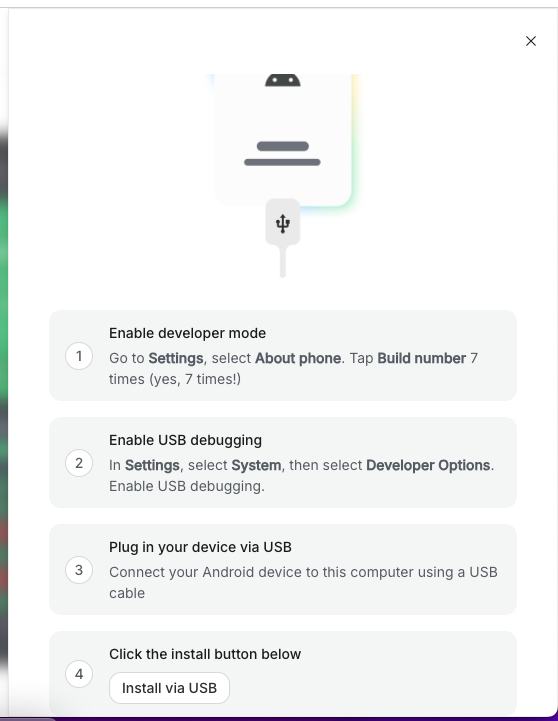 Enable developer mode
1
Go to Settings, select About phone. Tap Build number 7
times (yes, 7 times!)
Enable USB debugging
2
In Settings, select System, then select Developer Options.
Enable USB debugging.
Plug in your device via USB
3
Connect your Android device to this computer using a USB
cable
Click the install button below
4
Install via USB